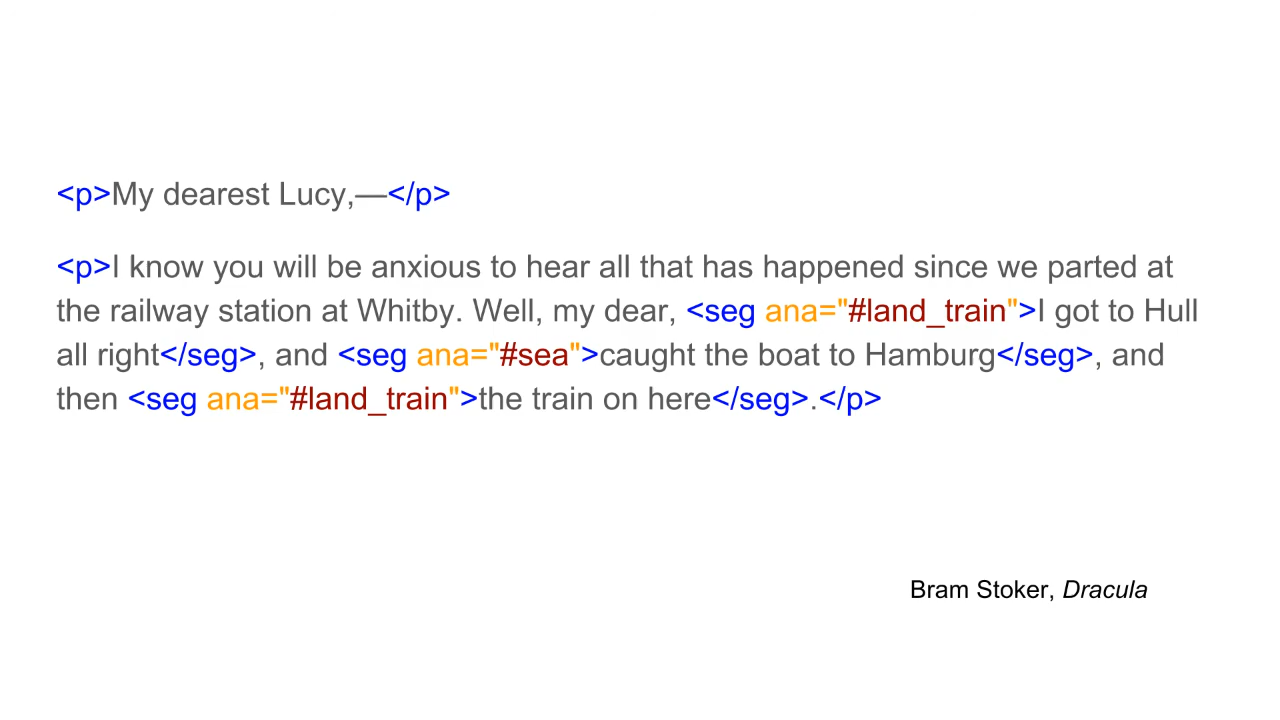 <p>My dearest Lucy,—</p>
<p>I know you will be anxious to hear all that has happened since we parted at
the railway station at Whitby. Well, my dear, <seg ana="#land_train">I got to Hull
all right</seg>, and <seg ana="#sea">caught the boat to Hamburg</seg>, and
then <seg ana="#land_train">the train on here</seg>.</p>
Bram Stoker, Dracula